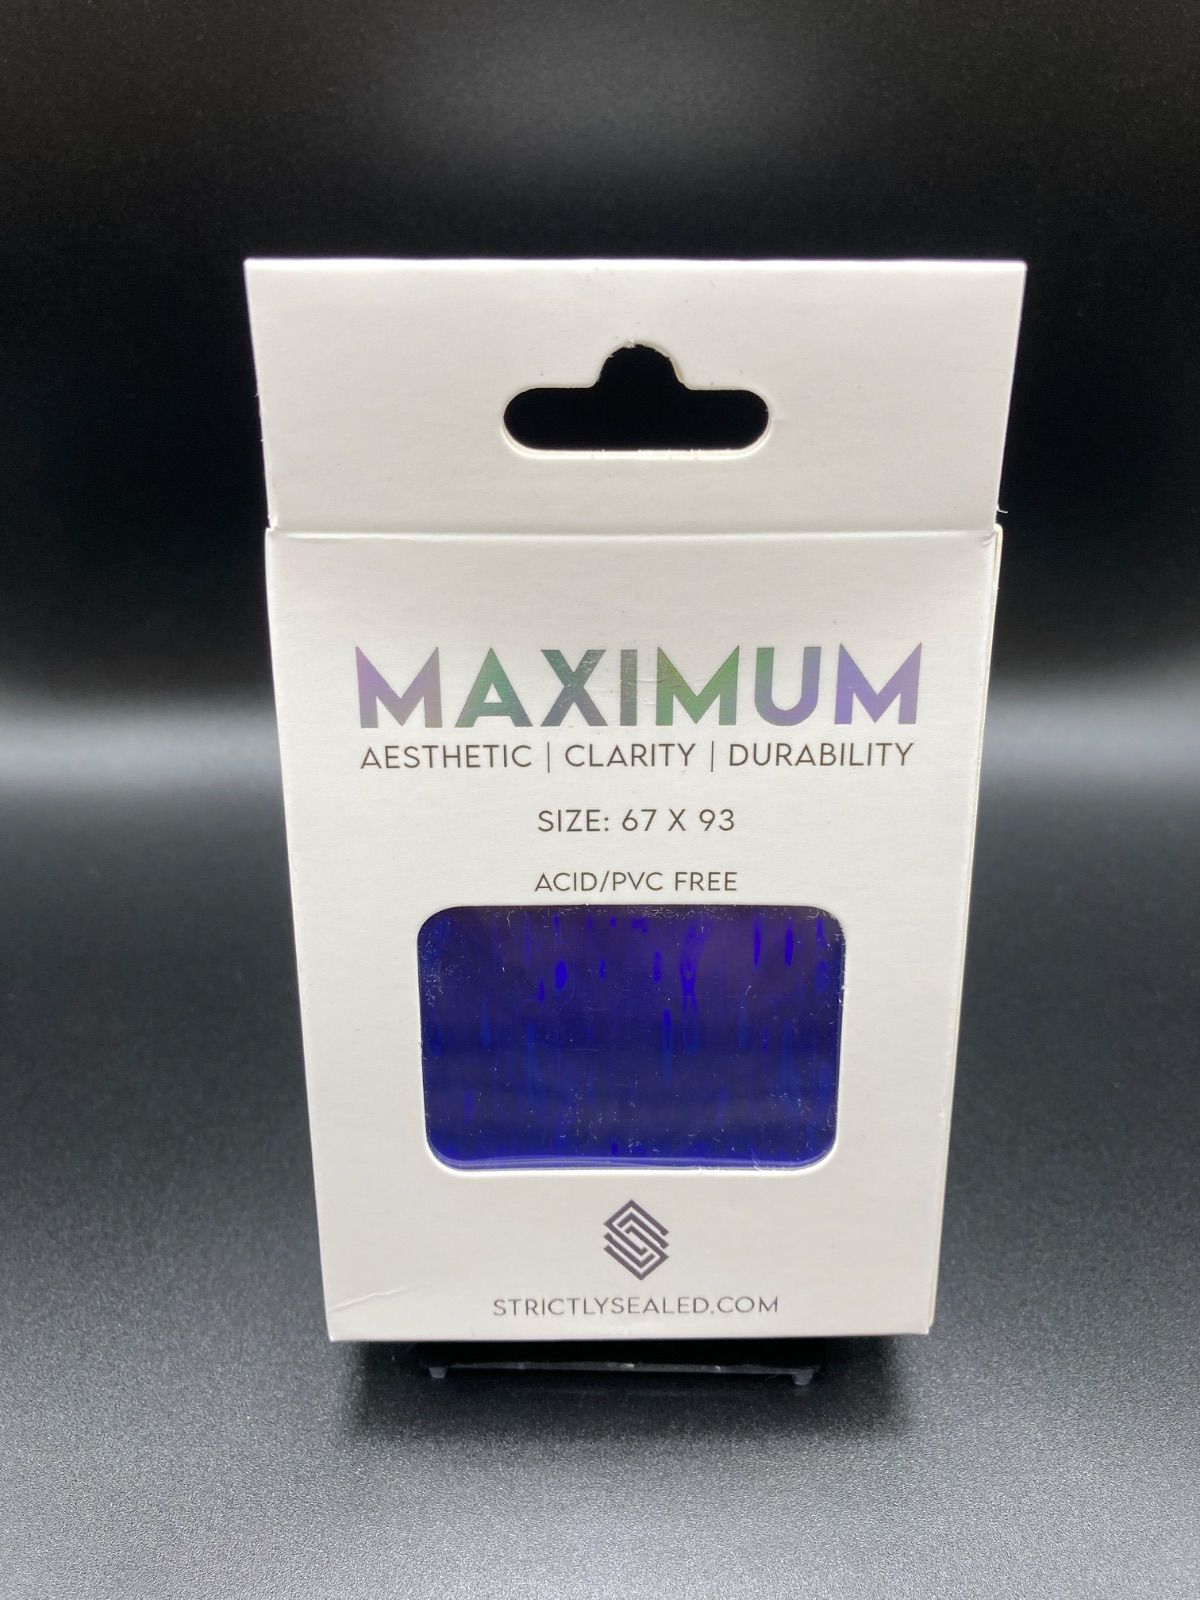 MAXIMUM
AESTHETIC | CLARITY | DURABILITY
SIZE: 67 X 93
ACID/PVC FREE
STRICTLYSEALED.COM